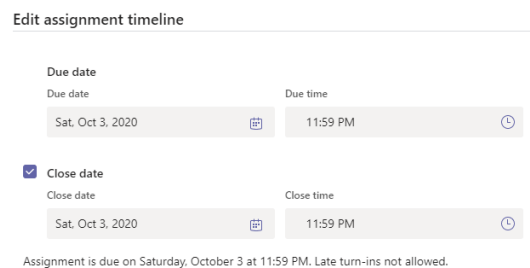 Edit assignment timeline
Due date
Due date Due time
Sat, Oct 3, 2020 11:59 PM
Close date
Close date Close time
Sat, Oct 3, 2020 11:59 PM
Assignment is due on Saturday, October 3 at 11:59 PM. Late turn-ins not allowed.